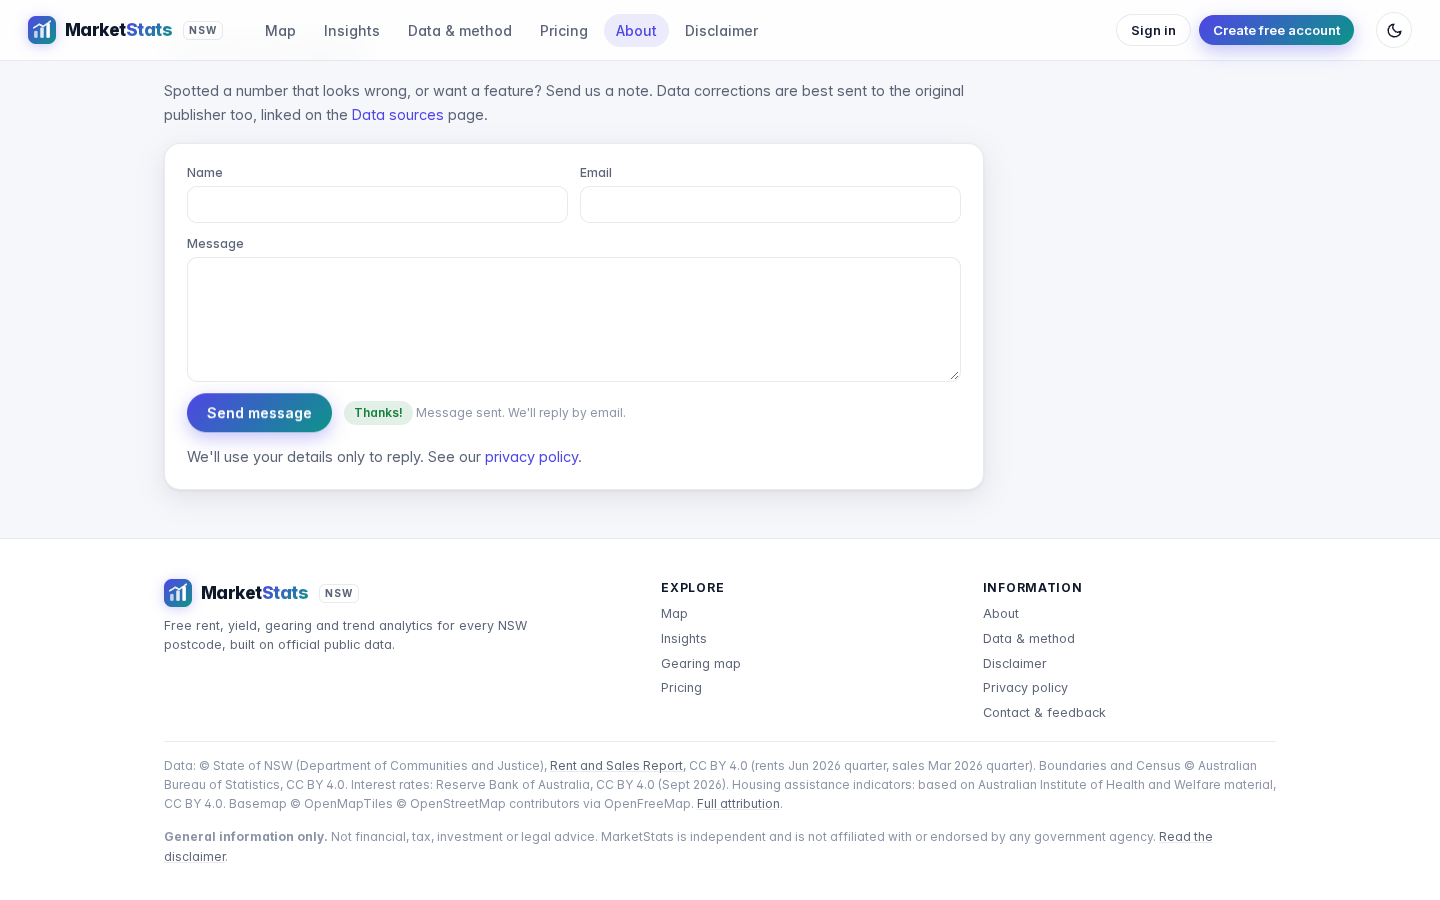 MarketStats NSW Map Insights Data & method Pricing About Disclaimer Sign in Create free account
Spotted a number that looks wrong, or want a feature? Send us a note. Data corrections are best sent to the original
publisher too, linked on the Data sources page.
Name Email
Message
Send message Thanks! Message sent. We'll reply by email.
We'll use your details only to reply. See our privacy policy.
MarketStats NSW
Free rent, yield, gearing and trend analytics for every NSW
postcode, built on official public data.
EXPLORE
Map
Insights
Gearing map
Pricing
INFORMATION
About
Data & method
Disclaimer
Privacy policy
Contact & feedback
Data: © State of NSW (Department of Communities and Justice), Rent and Sales Report, CC BY 4.0 (rents Jun 2026 quarter, sales Mar 2026 quarter). Boundaries and Census © Australian
Bureau of Statistics, CC BY 4.0. Interest rates: Reserve Bank of Australia, CC BY 4.0 (Sept 2026). Housing assistance indicators: based on Australian Institute of Health and Welfare material,
CC BY 4.0. Basemap © OpenMapTiles © OpenStreetMap contributors via OpenFreeMap. Full attribution.
General information only. Not financial, tax, investment or legal advice. MarketStats is independent and is not affiliated with or endorsed by any government agency. Read the
disclaimer.